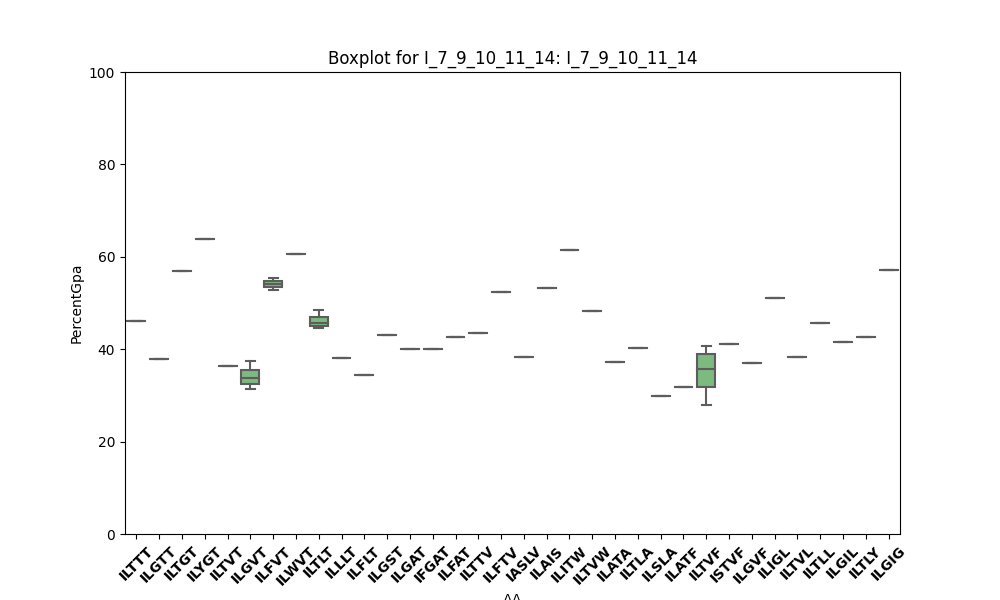 Boxplot for I_7_9_10_11_14: I_7_9_10_11_14
PercentGpa
100
80
60
40
20
0
ILTTT
ILGTT
ILTGT
ILYGT
ILTVT
ILGVT
ILFVT
ILWVT
ILTLT
ILLLT
ILFLT
ILGST
ILGAT
IFGAT
ILFAT
ILTTV
ILFTV
IASLV
ILAIS
ILITW
ILTVW
ILATA
ILTLA
ILSLA
ILATF
ILTVF
ISTVF
ILGVF
ILIGL
ILTVL
ILTLL
ILGIL
ILTLY
ILGIG